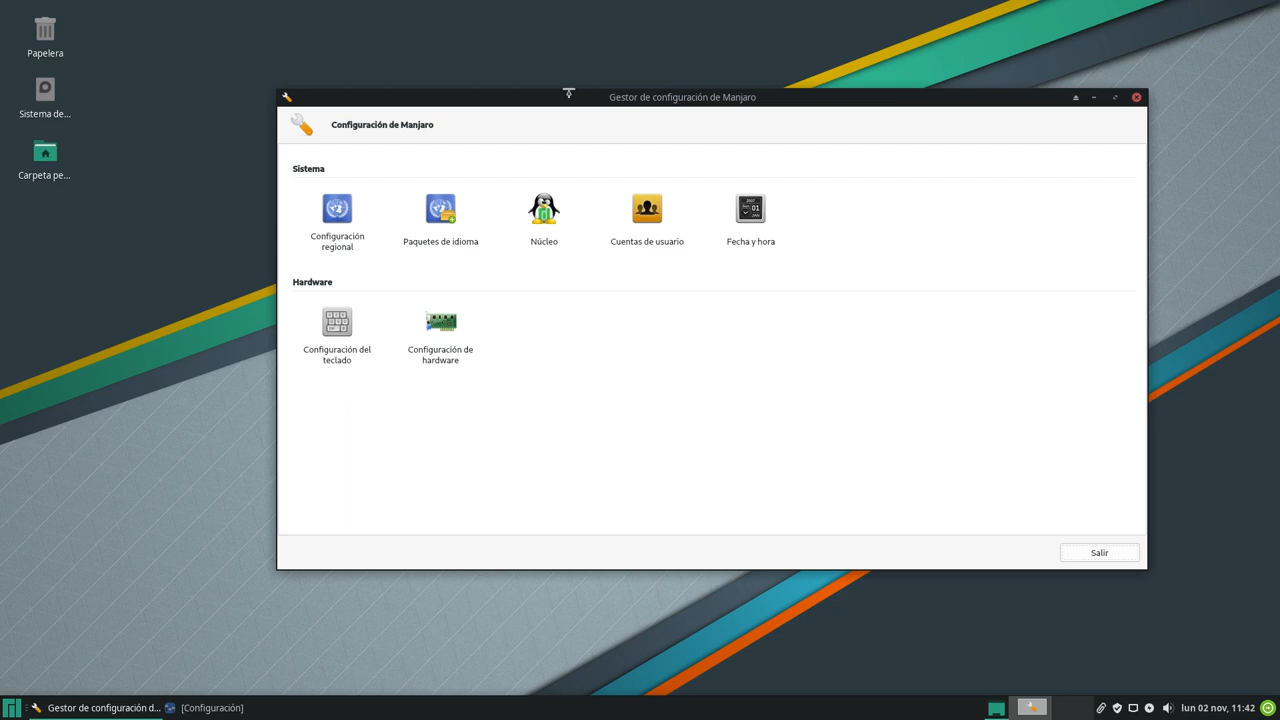 Papelera
Sistema de...
Carpeta pe...
Gestor de configuración de Manjaro
Configuración de Manjaro
Sistema
Configuración
regional
Paquetes de idioma
Núcleo
Cuentas de usuario
Fecha y hora
Hardware
Configuración del
teclado
Configuración de
hardware
Salir
Gestor de configuración d...
[Configuración]
lun 02 nov, 11:42